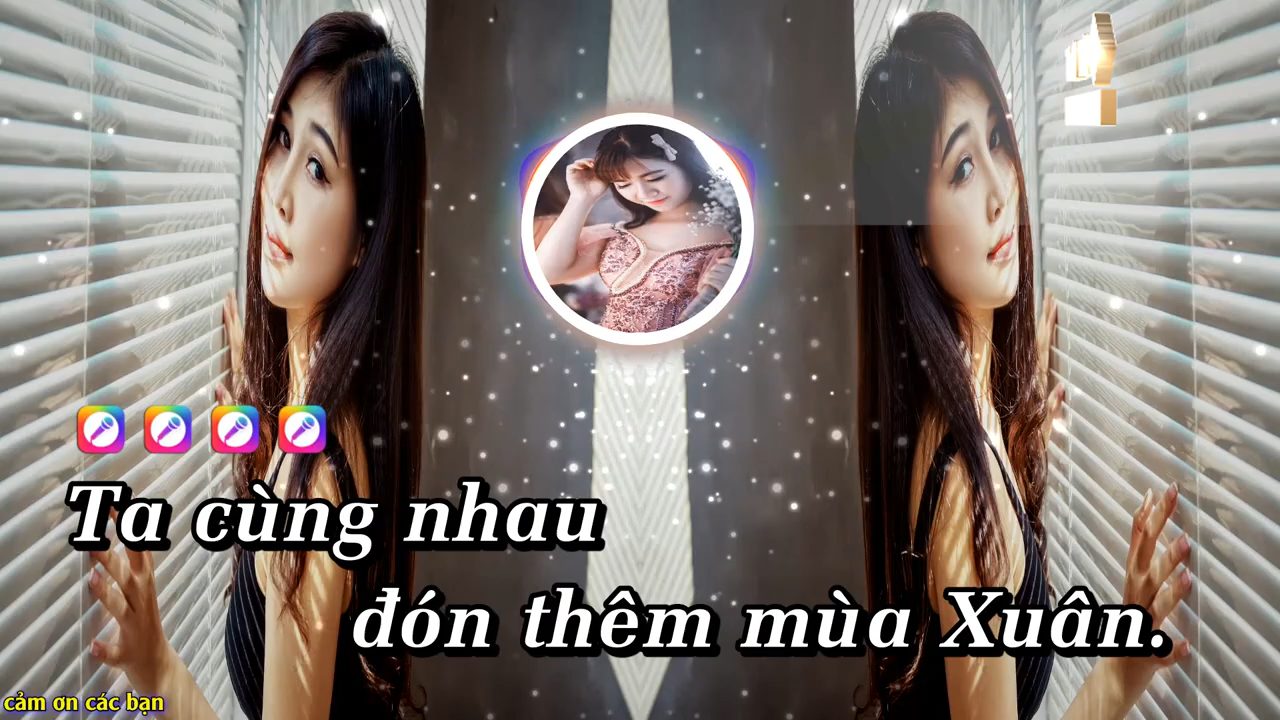 Ta cùng nhau
đón thêm mùa Xuân.
cảm ơn các bạn